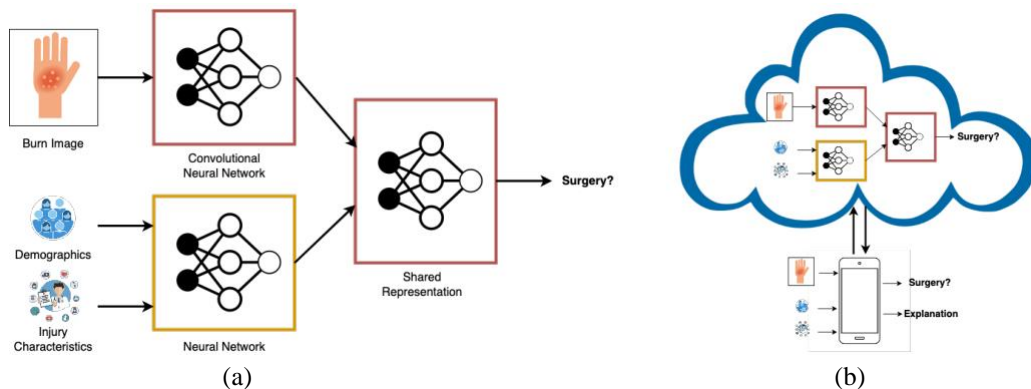 Burn Image
Convolutional
Neural Network
Demographics
Injury
Characteristics
Neural Network
Shared
Representation
Surgery?
(a)
Surgery?
Surgery?
Explanation
(b)